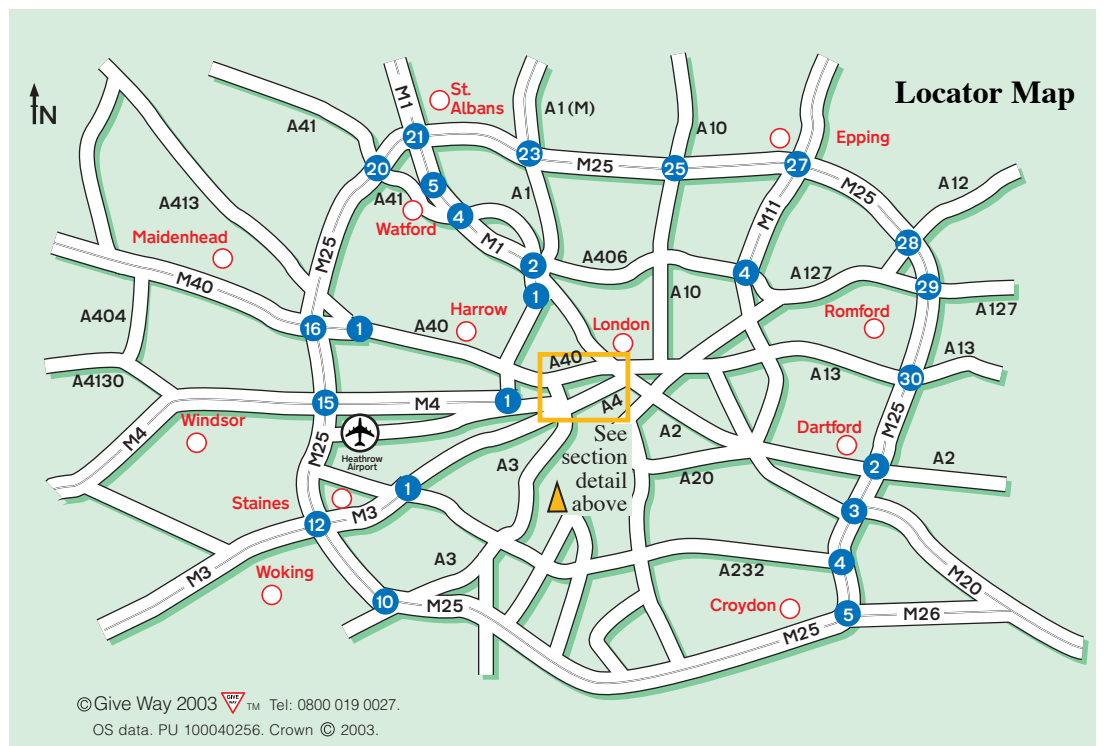 Locator Map
N
St.
Albans
M1
A1 (M)
A10
Epping
A41
21
23
M25
25
27
20
5
A41
A1
M11
M25
A12
A413
Watford
4
M1
28
Maidenhead
M25
2
A406
4
A127
29
M40
1
A10
A127
A404
16
1
A40
Harrow
London
Romford
A13
A40
A13
30
A4130
15
M4
1
A4
M25
Windsor
M4
M25
Heathrow
Airport
See
section
detail
above
A2
Dartford
A3
A20
2
A2
Staines
1
3
12
M3
A3
A232
4
M3
Woking
M20
10
M25
Croydon
5
M26
M25
© Give Way 2003 GIVE WAY TM Tel: 0800 019 0027.
OS data. PU 100040256. Crown © 2003.